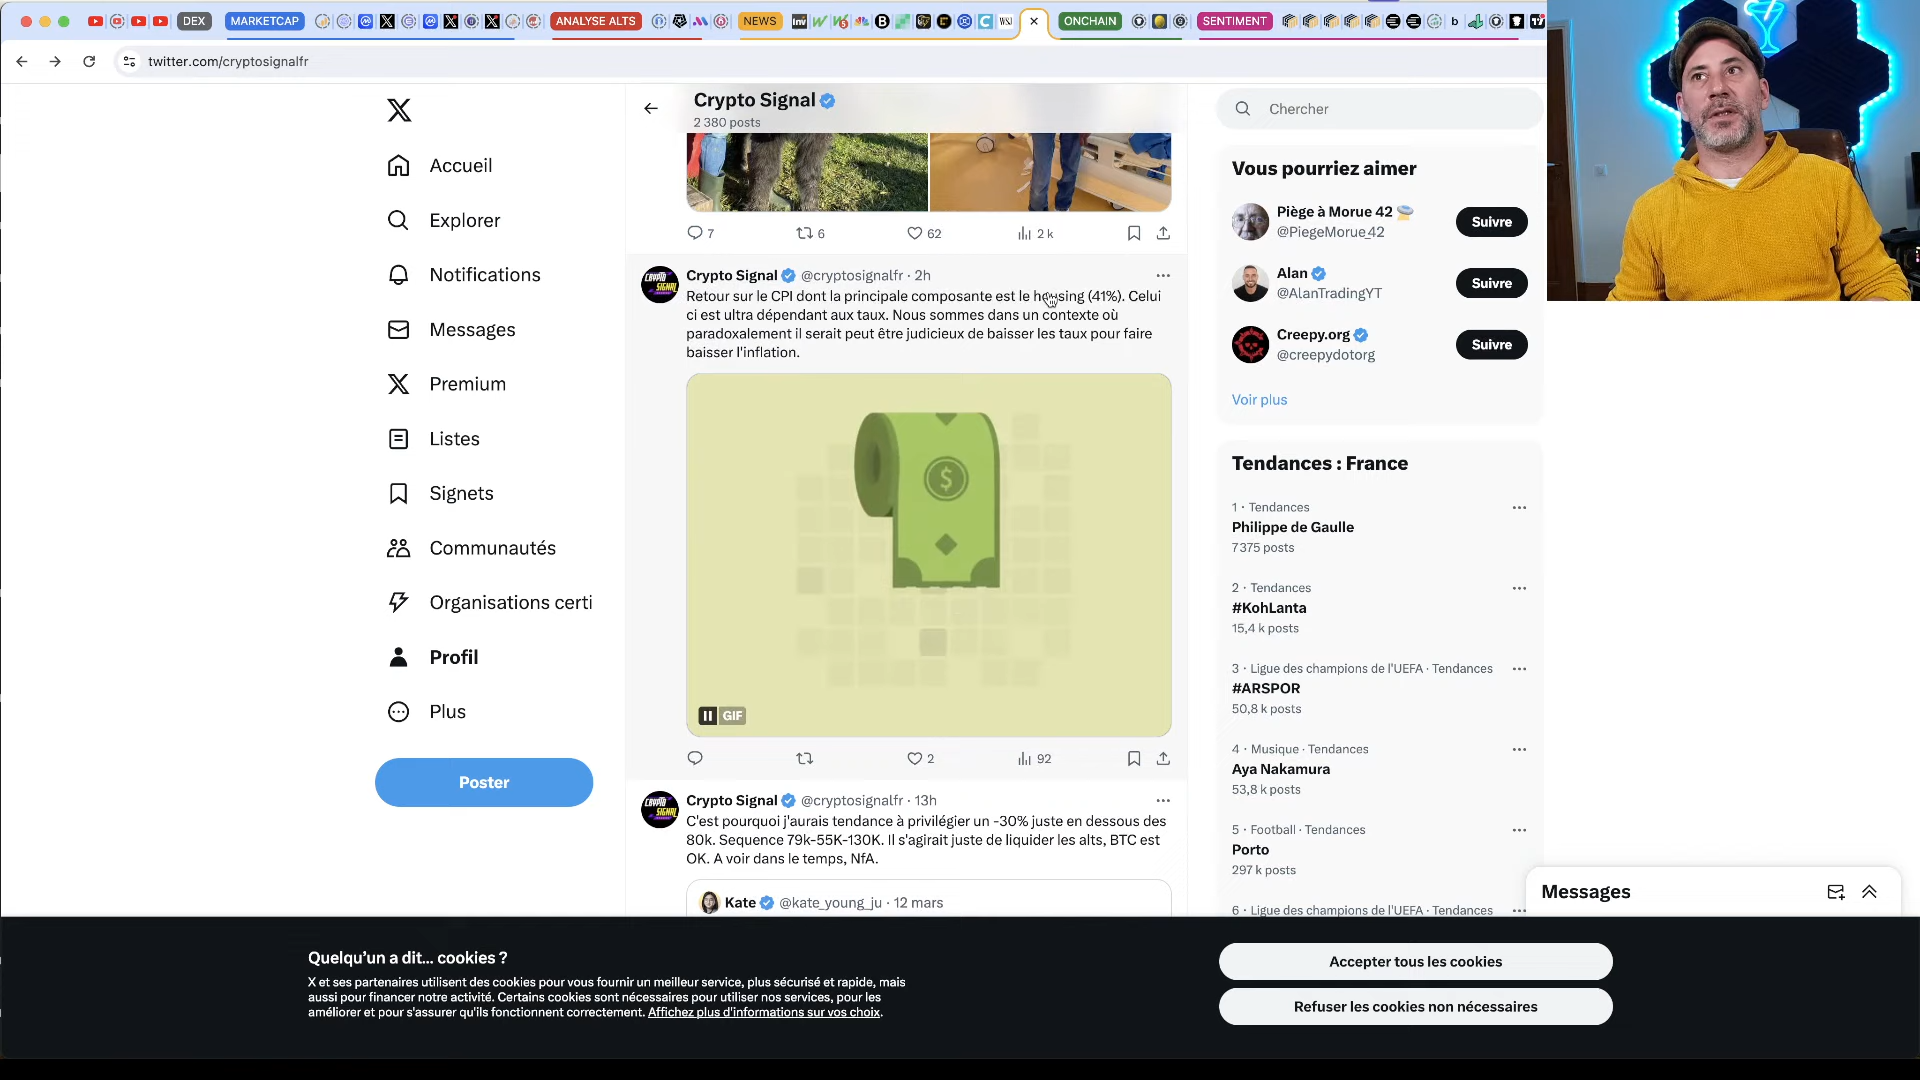 DEX
MARKETCAP
ANALYSE ALTS
NEWS
WSJ
ONCHAIN
SENTIMENT
twitter.com/cryptosignalfr
Accueil
Explorer
Notifications
Messages
Premium
Listes
Signets
Communautés
Organisations certi
Profil
Plus
Poster
Crypto Signal
2 380 posts
7 6 62 2 k
Crypto Signal @cryptosignalfr · 2h
Retour sur le CPI dont la principale composante est le housing (41%). Celui
ci est ultra dépendant aux taux. Nous sommes dans un contexte où
paradoxalement il serait peut être judicieux de baisser les taux pour faire
baisser l'inflation.
$
GIF
2 92
Crypto Signal @cryptosignalfr · 13h
C'est pourquoi j'aurais tendance à privilégier un -30% juste en dessous des
80k. Sequence 79k-55K-130K. Il s'agirait juste de liquider les alts, BTC est
OK. A voir dans le temps, NfA.
Kate @kate_young_ju · 12 mars
Chercher
Vous pourriez aimer
Piège à Morue 42
@PiegeMorue_42
Suivre
Alan
@AlanTradingYT
Suivre
Creepy.org
@creepydotorg
Suivre
Voir plus
Tendances : France
1 · Tendances
Philippe de Gaulle
7 375 posts
2 · Tendances
#KohLanta
15,4 k posts
3 · Ligue des champions de l'UEFA · Tendances
#ARSPOR
50,8 k posts
4 · Musique · Tendances
Aya Nakamura
53,8 k posts
5 · Football · Tendances
Porto
297 k posts
6 · Ligue des champions de l'UEFA · Tendances
Messages
Quelqu'un a dit… cookies ?
X et ses partenaires utilisent des cookies pour vous fournir un meilleur service, plus sécurisé et rapide, mais
aussi pour financer notre activité. Certains cookies sont nécessaires pour utiliser nos services, pour les
améliorer et pour s'assurer qu'ils fonctionnent correctement. Affichez plus d'informations sur vos choix.
Accepter tous les cookies
Refuser les cookies non nécessaires